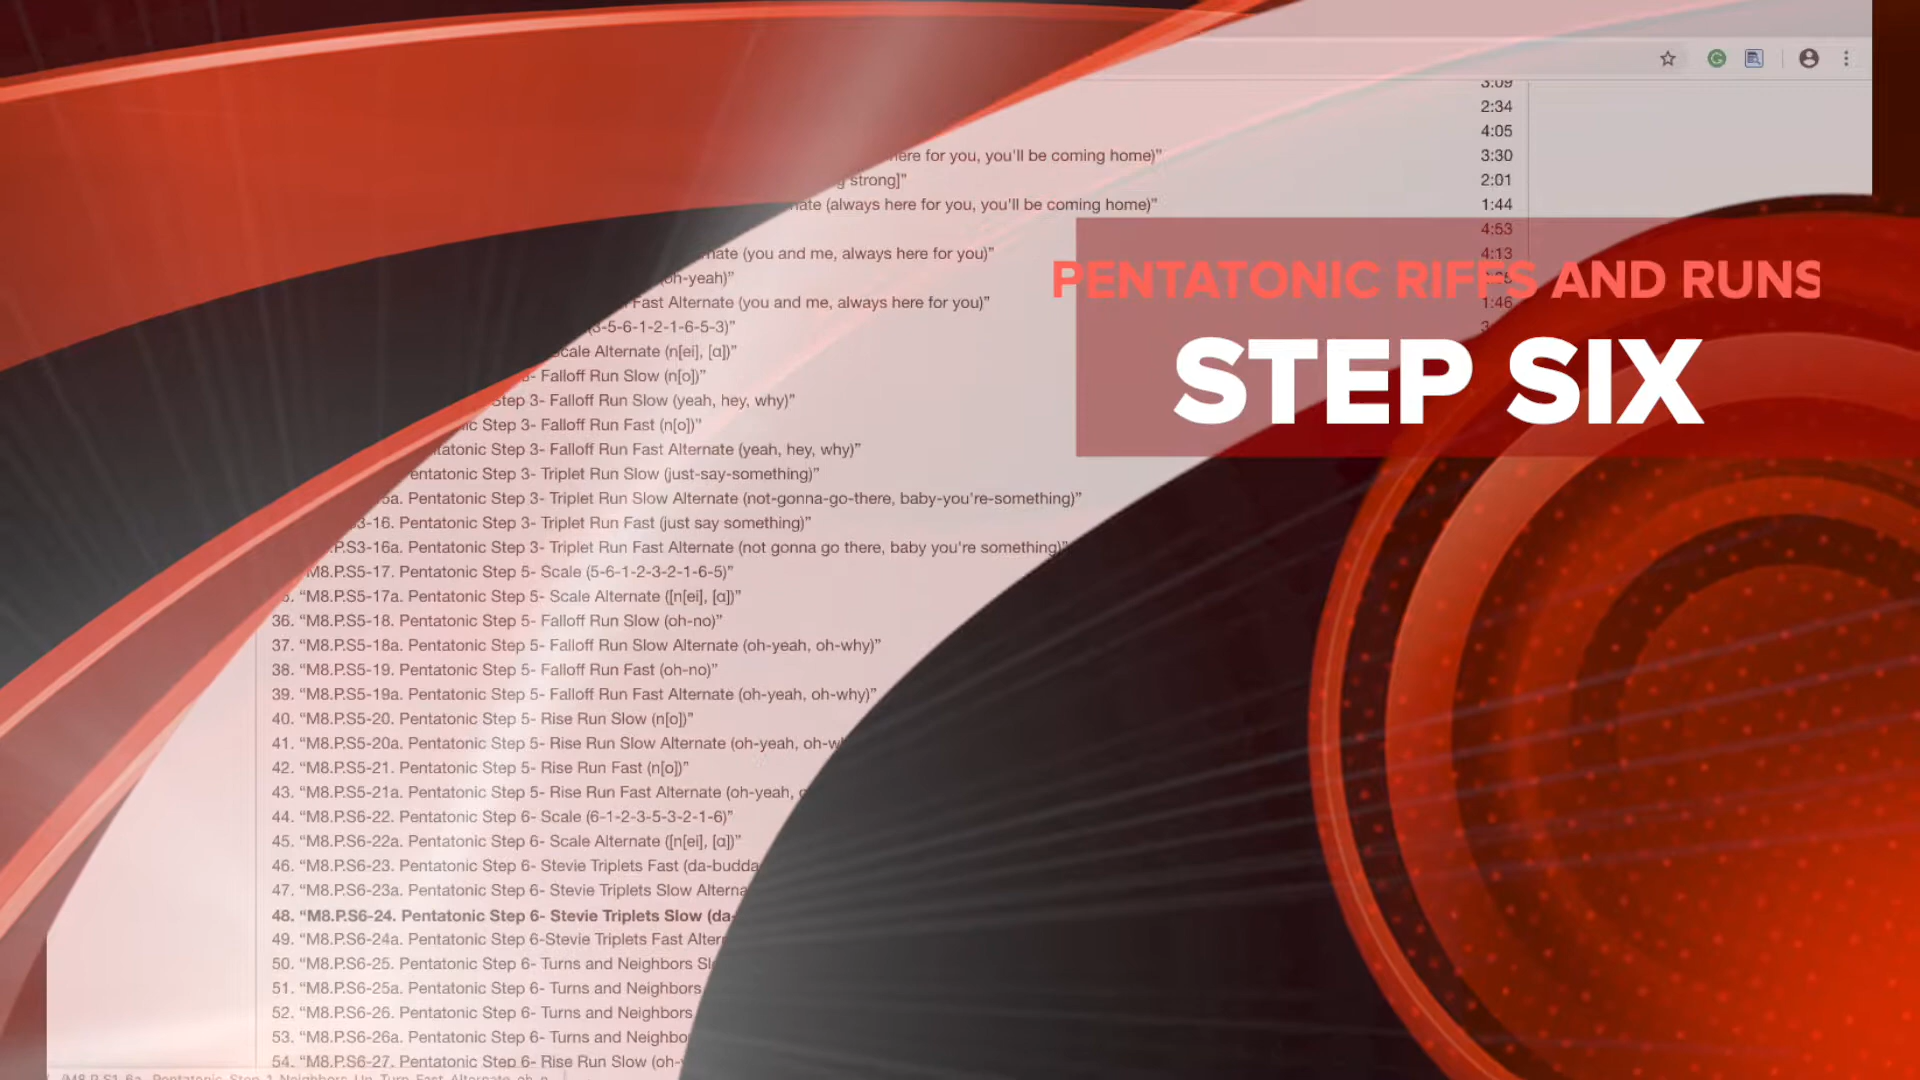 3:09
2:34
4:05
here for you, you'll be coming home)” 3:30
strong]” 2:01
nate (always here for you, you'll be coming home)” 1:44
4:53
nate (you and me, always here for you)” 4:13
oh-yeah)”
PENTATONIC RIFFS AND RUNS
Fast Alternate (you and me, always here for you)” 1:46
(3-5-6-1-2-1-6-5-3)”
Scale Alternate (n[ei], [ɑ])”
STEP SIX
- Falloff Run Slow (n[o])”
Step 3- Falloff Run Slow (yeah, hey, why)”
ic Step 3- Falloff Run Fast (n[o])”
tatonic Step 3- Falloff Run Fast Alternate (yeah, hey, why)”
entatonic Step 3- Triplet Run Slow (just-say-something)”
5a. Pentatonic Step 3- Triplet Run Slow Alternate (not-gonna-go-there, baby-you're-something)”
3-16. Pentatonic Step 3- Triplet Run Fast (just say something)”
.P.S3-16a. Pentatonic Step 3- Triplet Run Fast Alternate (not gonna go there, baby you're something)”
M8.P.S5-17. Pentatonic Step 5- Scale (5-6-1-2-3-2-1-6-5)”
5. “M8.P.S5-17a. Pentatonic Step 5- Scale Alternate ([n[ei], [ɑ])”
36. “M8.P.S5-18. Pentatonic Step 5- Falloff Run Slow (oh-no)”
37. “M8.P.S5-18a. Pentatonic Step 5- Falloff Run Slow Alternate (oh-yeah, oh-why)”
38. “M8.P.S5-19. Pentatonic Step 5- Falloff Run Fast (oh-no)”
39. “M8.P.S5-19a. Pentatonic Step 5- Falloff Run Fast Alternate (oh-yeah, oh-why)”
40. “M8.P.S5-20. Pentatonic Step 5- Rise Run Slow (n[o])”
41. “M8.P.S5-20a. Pentatonic Step 5- Rise Run Slow Alternate (oh-yeah, oh-w
42. “M8.P.S5-21. Pentatonic Step 5- Rise Run Fast (n[o])”
43. “M8.P.S5-21a. Pentatonic Step 5- Rise Run Fast Alternate (oh-yeah,
44. “M8.P.S6-22. Pentatonic Step 6- Scale (6-1-2-3-5-3-2-1-6)”
45. “M8.P.S6-22a. Pentatonic Step 6- Scale Alternate ([n[ei], [ɑ])”
46. “M8.P.S6-23. Pentatonic Step 6- Stevie Triplets Fast (da-budda
47. “M8.P.S6-23a. Pentatonic Step 6- Stevie Triplets Slow Alterna
48. “M8.P.S6-24. Pentatonic Step 6- Stevie Triplets Slow (da-
49. “M8.P.S6-24a. Pentatonic Step 6-Stevie Triplets Fast Alter
50. “M8.P.S6-25. Pentatonic Step 6- Turns and Neighbors Sl
51. “M8.P.S6-25a. Pentatonic Step 6- Turns and Neighbors
52. “M8.P.S6-26. Pentatonic Step 6- Turns and Neighbors
53. “M8.P.S6-26a. Pentatonic Step 6- Turns and Neighbo
54. “M8.P.S6-27. Pentatonic Step 6- Rise Run Slow (oh-